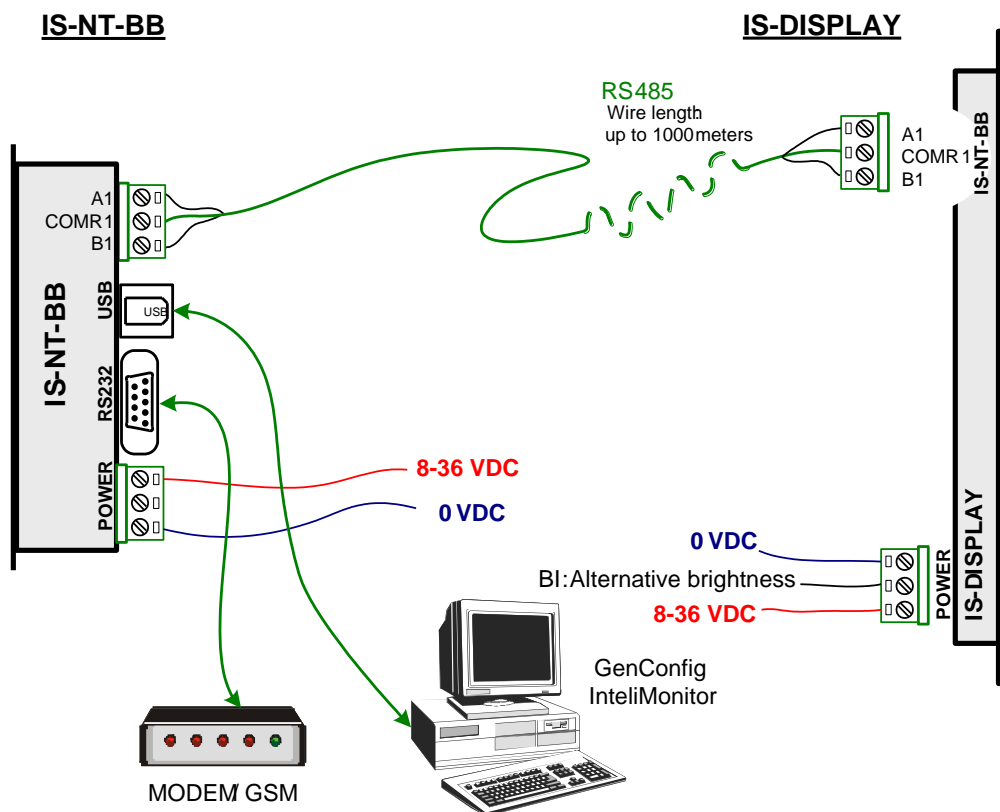 IS-NT-BB
IS-DISPLAY
RS485
Wire length
up to 1000 meters
A1
COMR 1
B1
IS-NT-BB
IS-NT-BB
A1
COMR 1
B1
USB
USB
RS232
POWER
8-36 VDC
0 VDC
0 VDC
BI: Alternative brightness
8-36 VDC
POWER
IS-DISPLAY
GenConfig
InteliMonitor
MODEM/ GSM